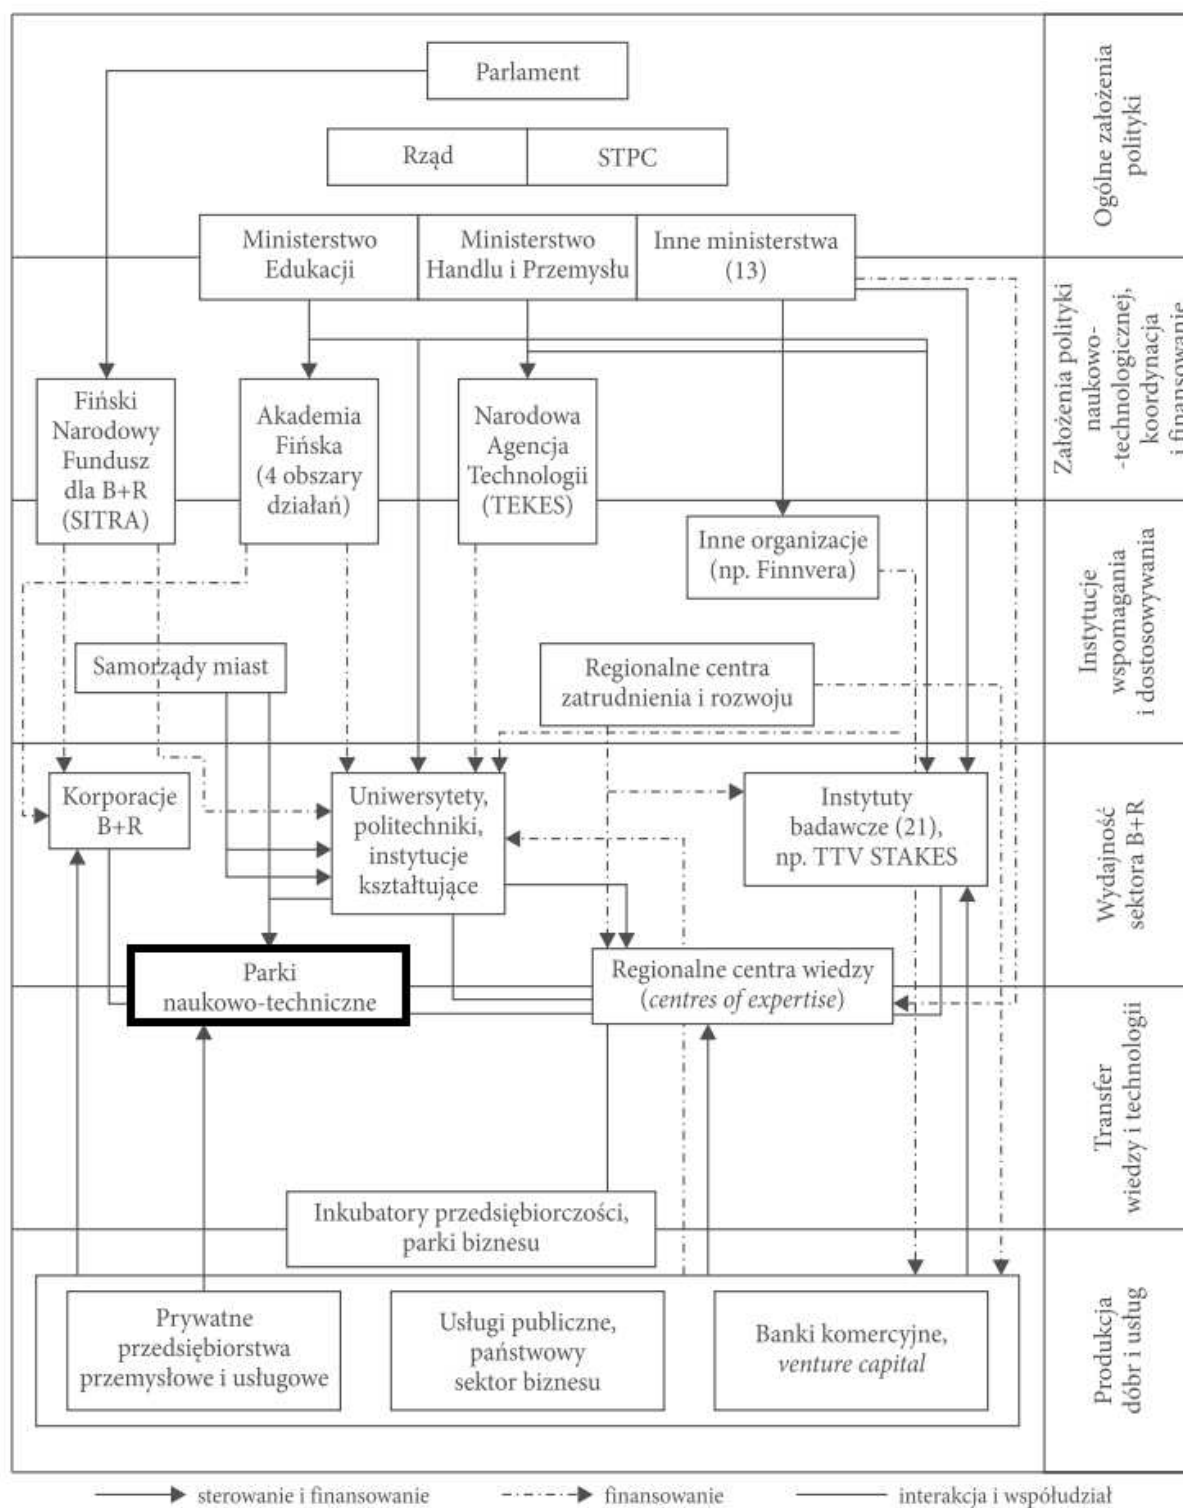 Parlament
Rząd
STPC
Ministerstwo
Edukacji
Ministerstwo
Handlu i Przemysłu
Inne ministerstwa
(13)
Ogólne założenia
polityki
Fiński
Narodowy
Fundusz
dla B+R
(SITRA)
Akademia
Fińska
(4 obszary
działań)
Narodowa
Agencja
Technologii
(TEKES)
Założenia polityki
naukowo-
-technologicznej,
koordynacja
i finansowanie
Inne organizacje
(np. Finnvera)
Samorządy miast
Regionalne centra
zatrudnienia i rozwoju
Instytucje
wspomagania
i dostosowywania
Korporacje
B+R
Uniwersytety,
politechniki,
instytucje
kształtujące
Instytuty
badawcze (21),
np. TTV STAKES
Wydajność
sektora B+R
Parki
naukowo-techniczne
Regionalne centra wiedzy
(centres of expertise)
Transfer
wiedzy i technologii
Inkubatory przedsiębiorczości,
parki biznesu
Prywatne
przedsiębiorstwa
przemysłowe i usługowe
Usługi publiczne,
państwowy
sektor biznesu
Banki komercyjne,
venture capital
Produkcja
dóbr i usług
sterowanie i finansowanie
finansowanie
interakcja i współudział